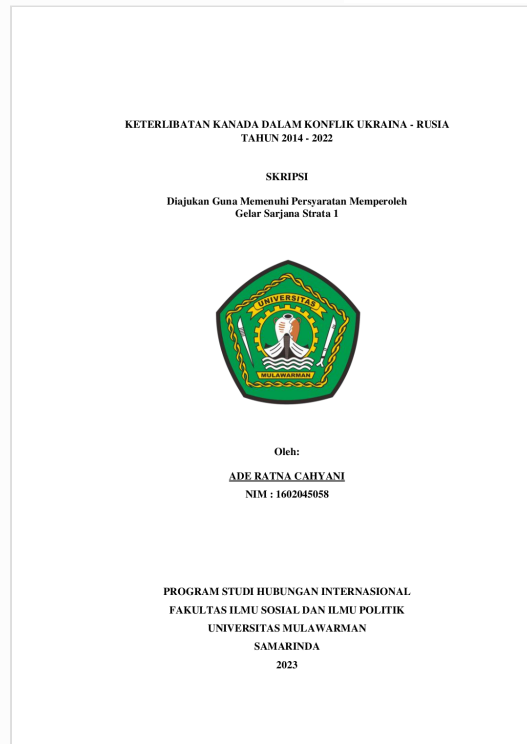 KETERLIBATAN KANADA DALAM KONFLIK UKRAINA - RUSIA
TAHUN 2014 - 2022
SKRIPSI
Diajukan Guna Memenuhi Persyaratan Memperoleh
Gelar Sarjana Strata 1
UNIVERSITAS
MULAWARMAN
Oleh:
ADE RATNA CAHYANI
NIM : 1602045058
PROGRAM STUDI HUBUNGAN INTERNASIONAL
FAKULTAS ILMU SOSIAL DAN ILMU POLITIK
UNIVERSITAS MULAWARMAN
SAMARINDA
2023